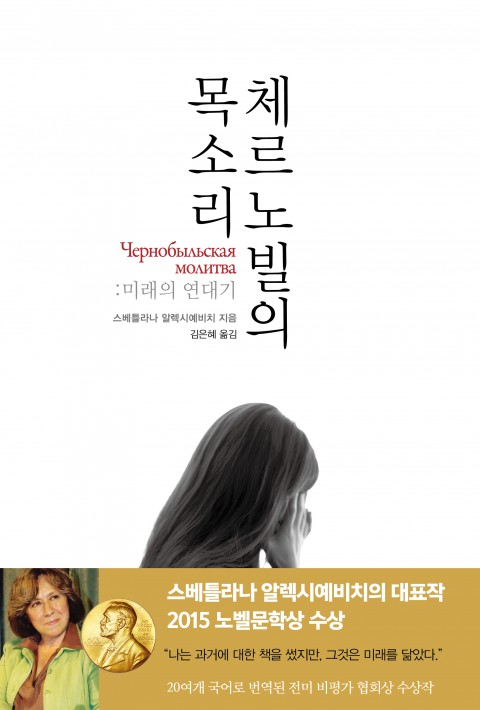 체르노빌의
목소리
Чернобыльская
молитва
:미래의 연대기
스베틀라나 알렉시예비치 지음
김은혜 옮김
스베틀라나 알렉시예비치의 대표작
2015 노벨문학상 수상
“나는 과거에 대한 책을 썼지만, 그것은 미래를 닮았다.”
20여개 국어로 번역된 전미 비평가 협회상 수상작